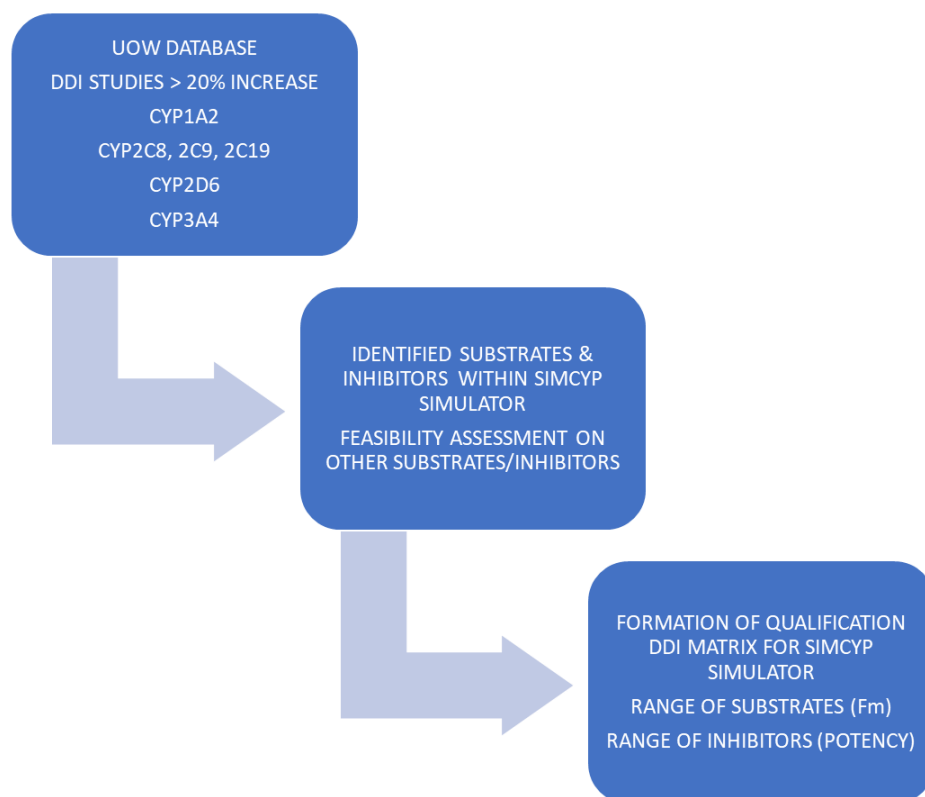 UOW DATABASE
DDI STUDIES > 20% INCREASE
CYP1A2
CYP2C8, 2C9, 2C19
CYP2D6
CYP3A4
IDENTIFIED SUBSTRATES &
INHIBITORS WITHIN SIMCYP
SIMULATOR
FEASIBILITY ASSESSMENT ON
OTHER SUBSTRATES/INHIBITORS
FORMATION OF QUALIFICATION
DDI MATRIX FOR SIMCYP
SIMULATOR
RANGE OF SUBSTRATES (Fm)
RANGE OF INHIBITORS (POTENCY)